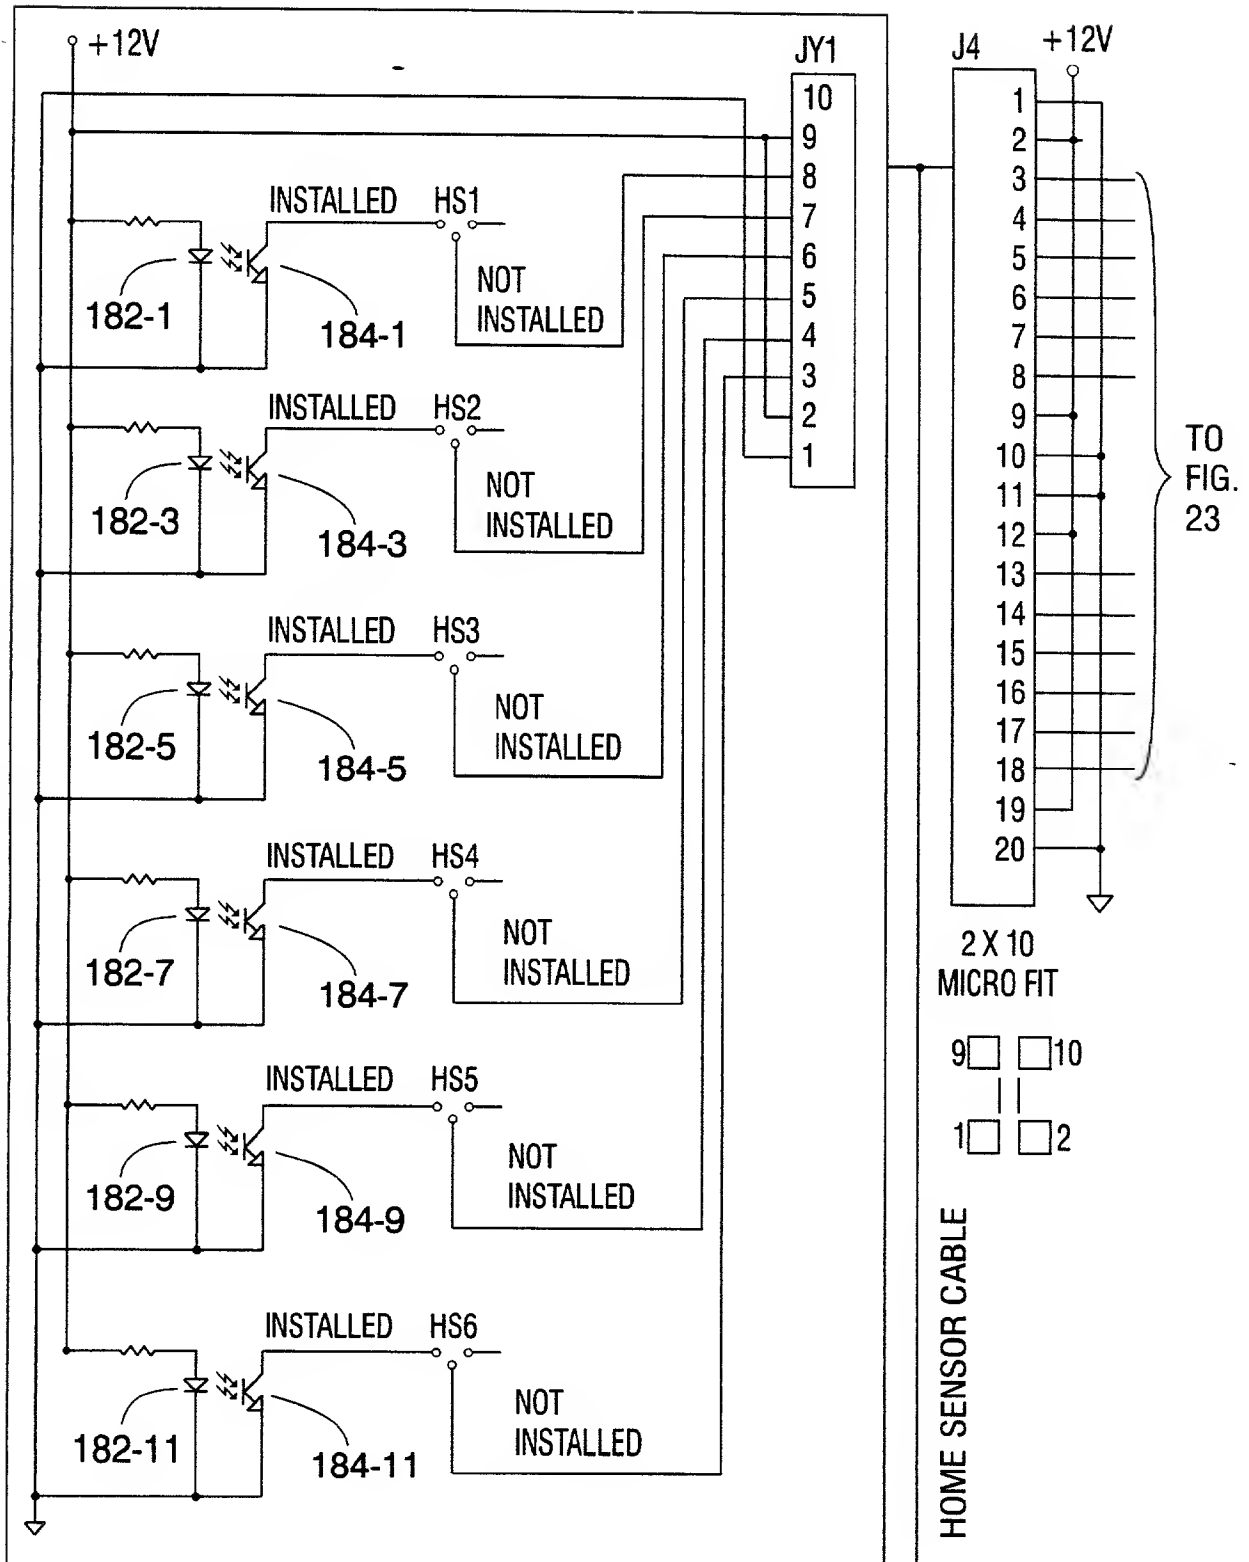 +12V
JY1
10
9
8
7
6
5
4
3
2
1
INSTALLED HS1
NOT
INSTALLED
182-1
184-1
INSTALLED HS2
NOT
INSTALLED
182-3
184-3
INSTALLED HS3
NOT
INSTALLED
182-5
184-5
INSTALLED HS4
NOT
INSTALLED
182-7
184-7
INSTALLED HS5
NOT
INSTALLED
182-9
184-9
INSTALLED HS6
NOT
INSTALLED
182-11
184-11
J4
+12V
1
2
3
4
5
6
7
8
9
10
11
12
13
14
15
16
17
18
19
20
TO
FIG.
23
2 X 10
MICRO FIT
9 10
1 2
HOME SENSOR CABLE